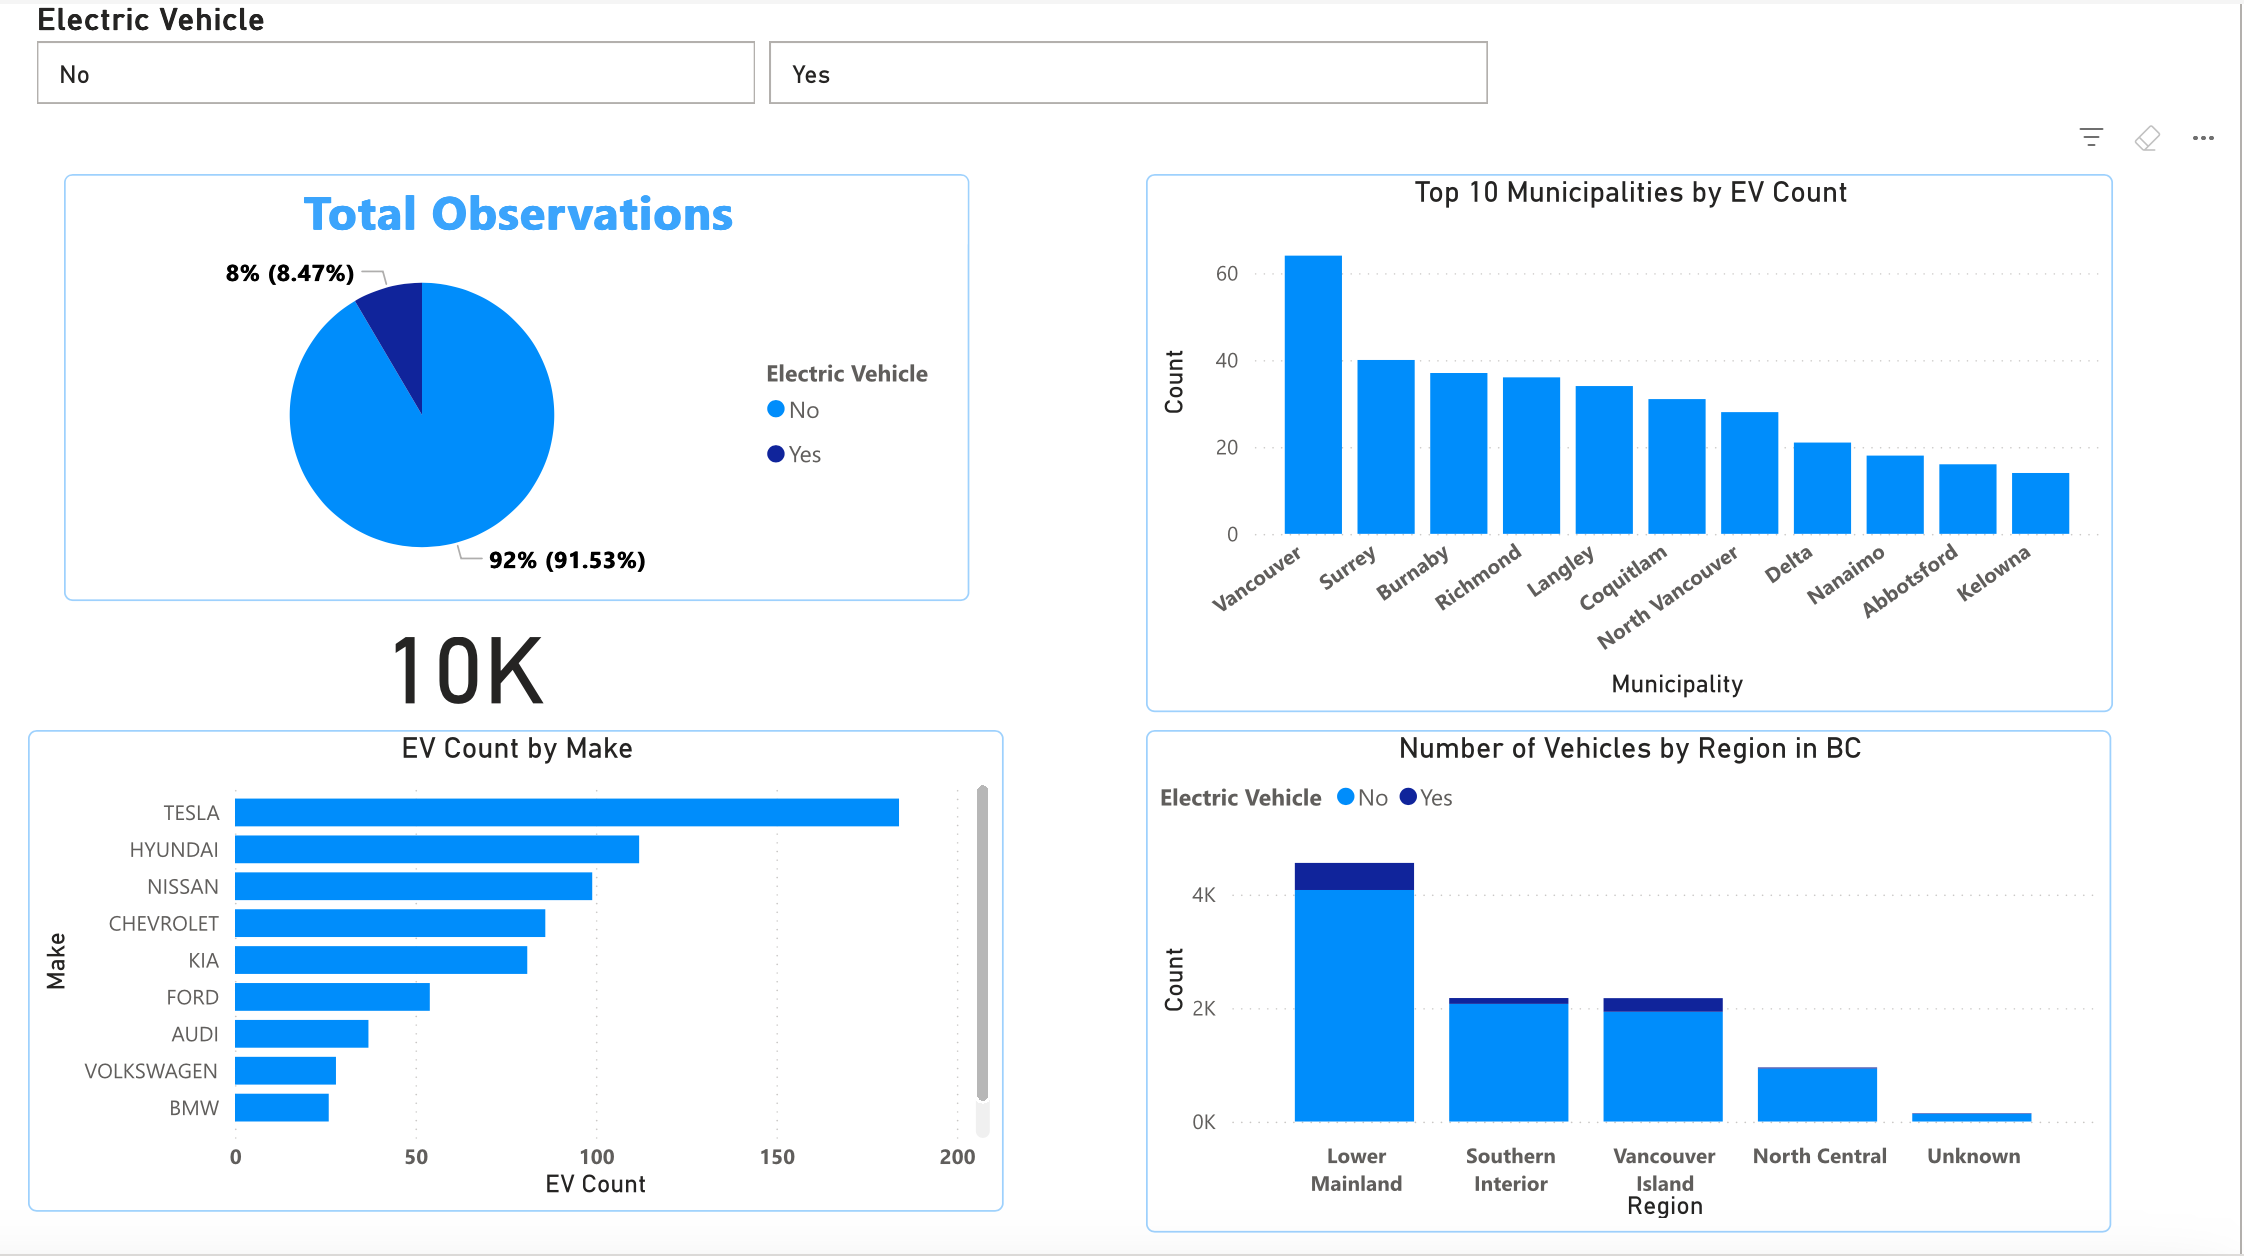 Electric Vehicle
No
Yes
Total Observations
8% (8.47%)
92% (91.53%)
Electric Vehicle
No
Yes
10K
Top 10 Municipalities by EV Count
Count
60
40
20
0
Vancouver
Surrey
Burnaby
Richmond
Langley
Coquitlam
North Vancouver
Delta
Nanaimo
Abbotsford
Kelowna
Municipality
EV Count by Make
Make
TESLA
HYUNDAI
NISSAN
CHEVROLET
KIA
FORD
AUDI
VOLKSWAGEN
BMW
0 50 100 150 200
EV Count
Number of Vehicles by Region in BC
Electric Vehicle No Yes
Count
4K
2K
0K
Lower Mainland
Southern Interior
Vancouver Island
North Central
Unknown
Region